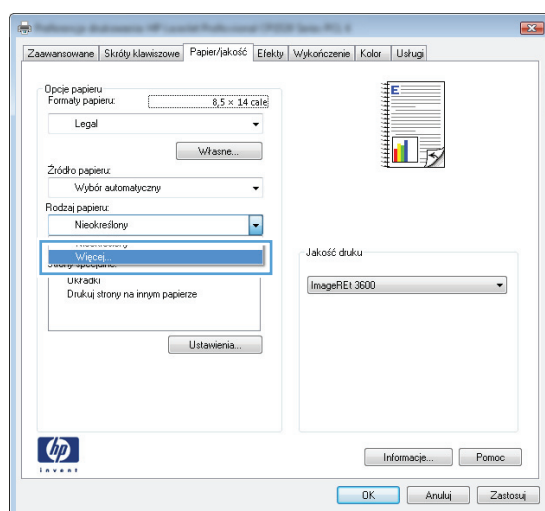 Zaawansowane Skróty klawiszowe Papier/jakość Efekty Wykończenie Kolor Usługi
Opcje papieru
Formaty papieru: 8,5 × 14 cale
Legal
Własne...
Źródło papieru:
Wybór automatyczny
Rodzaj papieru:
Nieokreślony
Więcej...
Okładki
Drukuj strony na innym papierze
Ustawienia...
E
Jakość druku
ImageREt 3600
hp
invent
Informacje... Pomoc
OK Anuluj Zastosuj